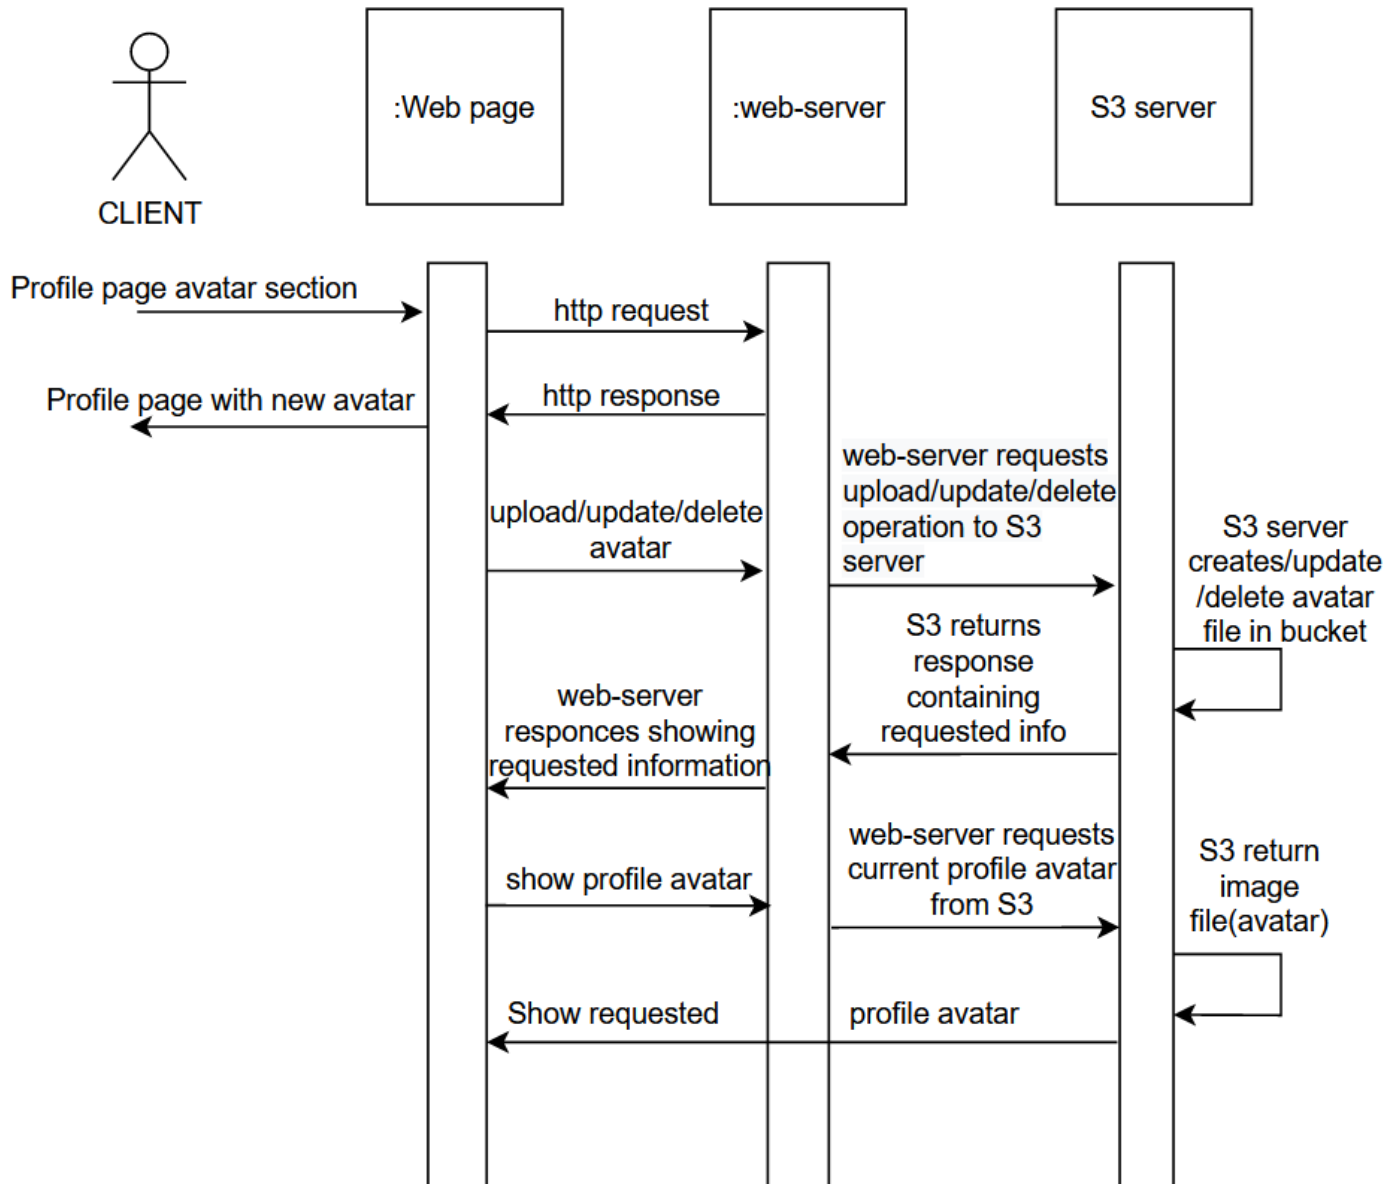 :Web page
:web-server
S3 server
CLIENT
Profile page avatar section
http request
http response
Profile page with new avatar
web-server requests
upload/update/delete
operation to S3
server
upload/update/delete
avatar
S3 server
creates/update
/delete avatar
file in bucket
S3 returns
response
containing
requested info
web-server
responces showing
requested information
web-server requests
current profile avatar
from S3
show profile avatar
S3 return
image
file(avatar)
Show requested profile avatar